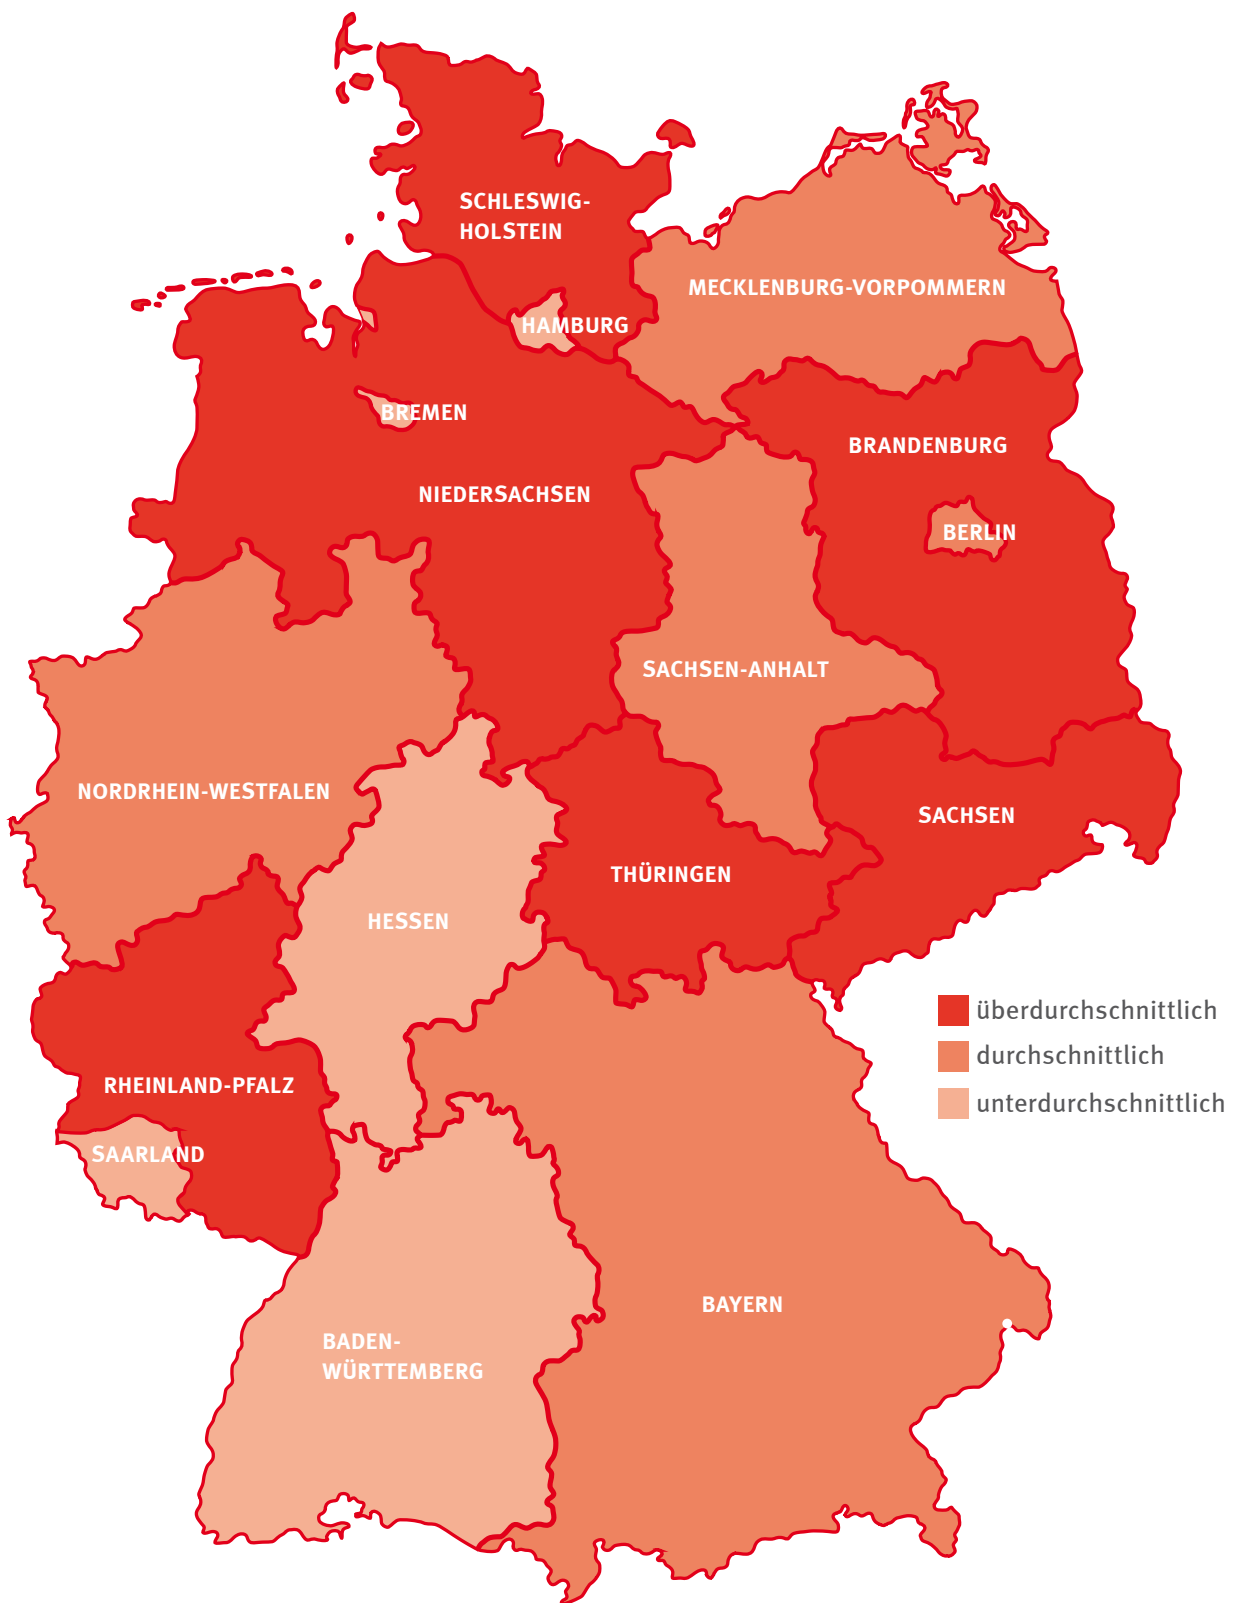 SCHLESWIG-
HOLSTEIN
MECKLENBURG-VORPOMMERN
HAMBURG
BREMEN
BRANDENBURG
NIEDERSACHSEN
BERLIN
SACHSEN-ANHALT
NORDRHEIN-WESTFALEN
SACHSEN
THÜRINGEN
HESSEN
überdurchschnittlich
durchschnittlich
unterdurchschnittlich
RHEINLAND-PFALZ
SAARLAND
BAYERN
BADEN-
WÜRTTEMBERG